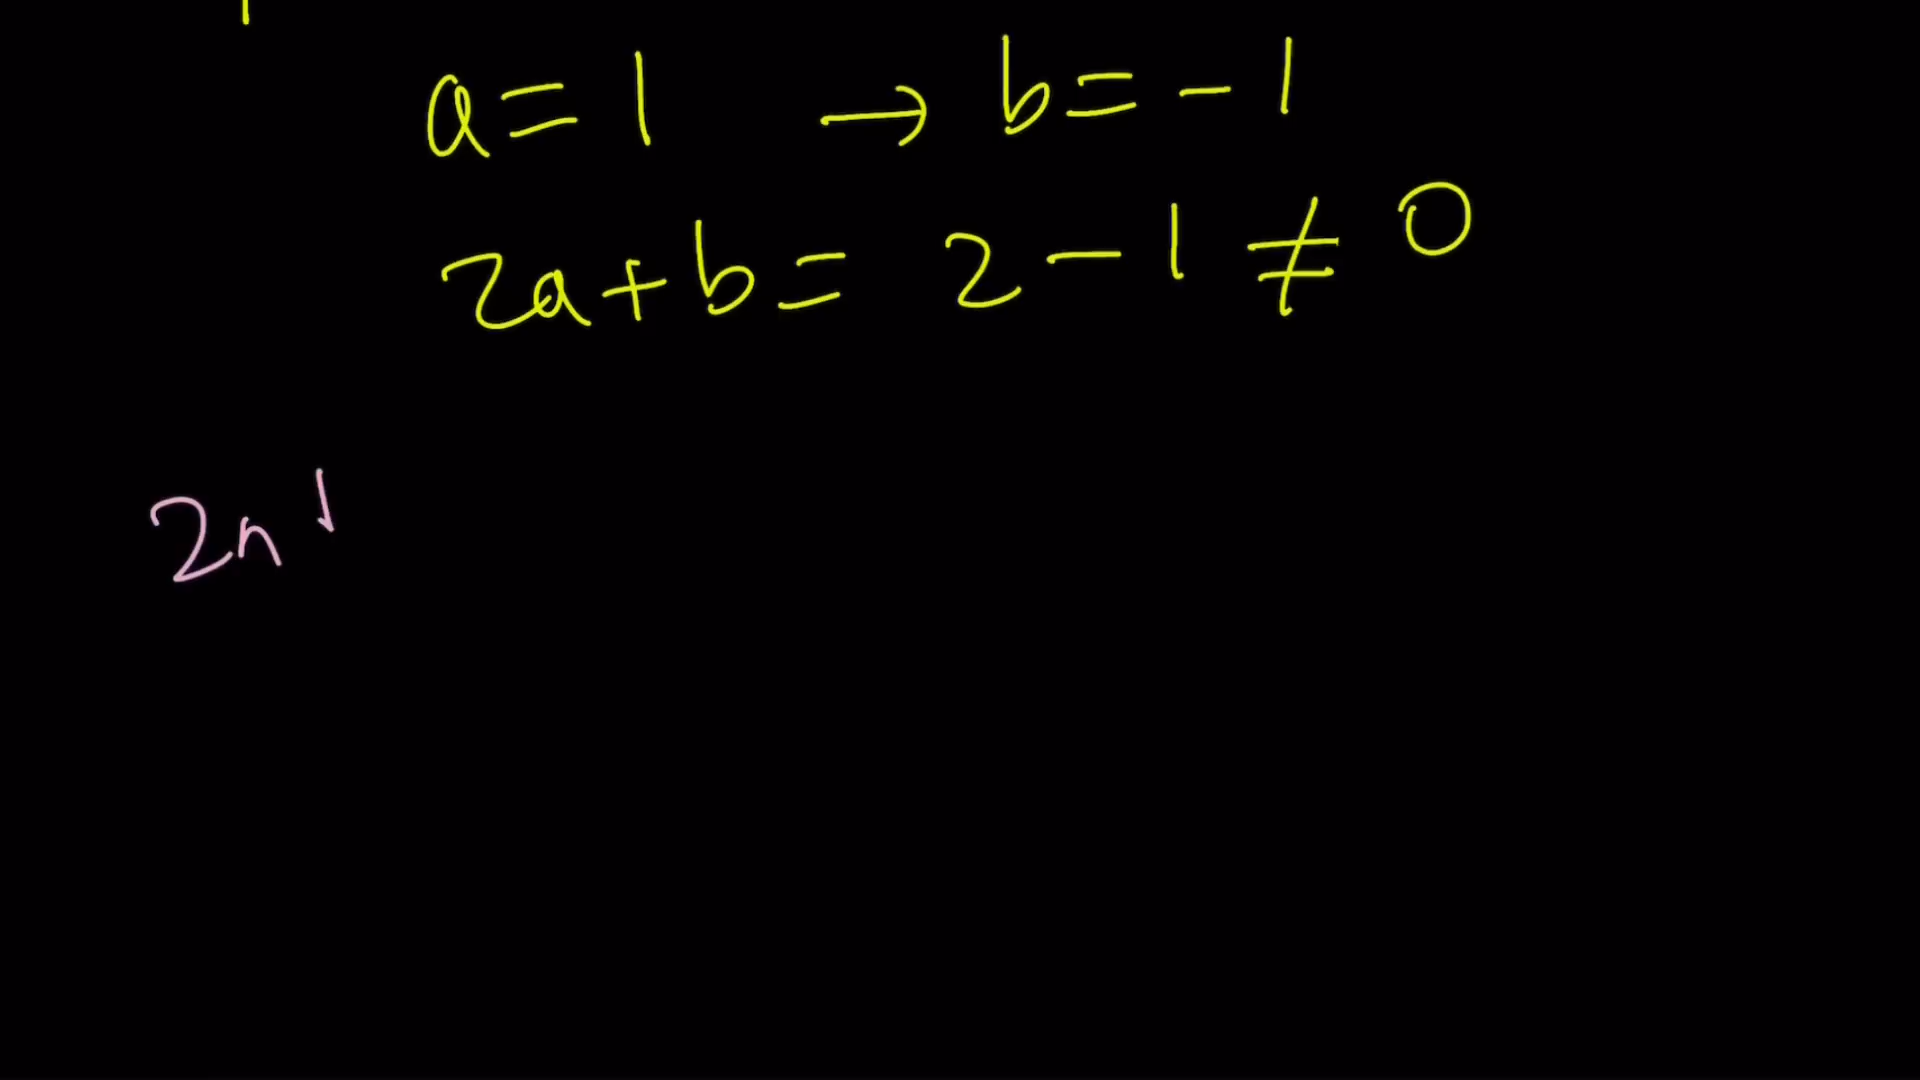 a = 1 → b = - 1
2a + b = 2 - 1 ≠ 0
2n